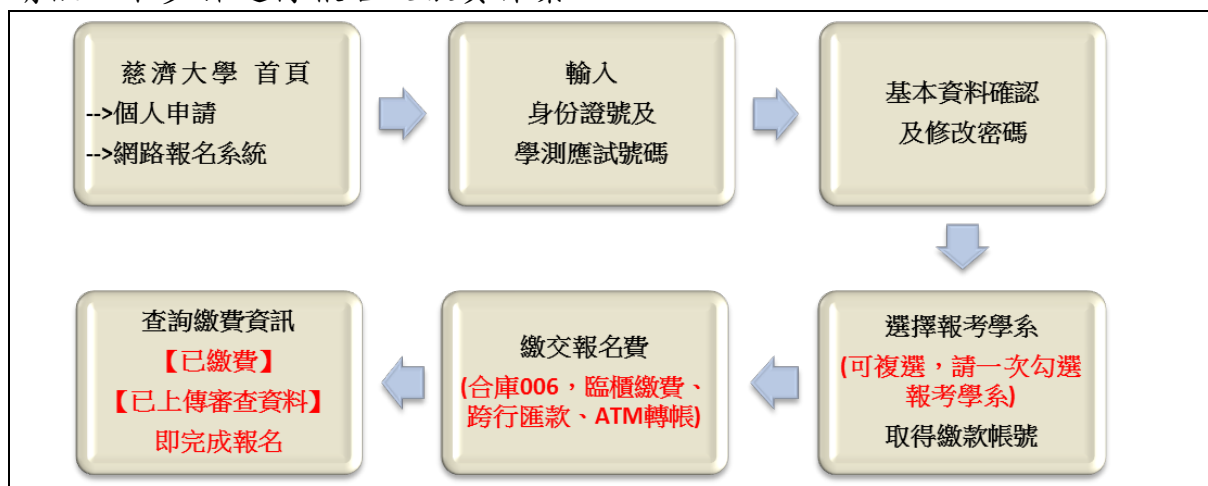 慈濟大學 首頁
-->個人申請
-->網路報名系統
輸入
身份證號及
學測應試號碼
基本資料確認
及修改密碼
選擇報考學系
(可複選，請一次勾選
報考學系)
取得繳款帳號
繳交報名費
(合庫006，臨櫃繳費、
跨行匯款、ATM轉帳)
查詢繳費資訊
【已繳費】
【已上傳審查資料】
即完成報名